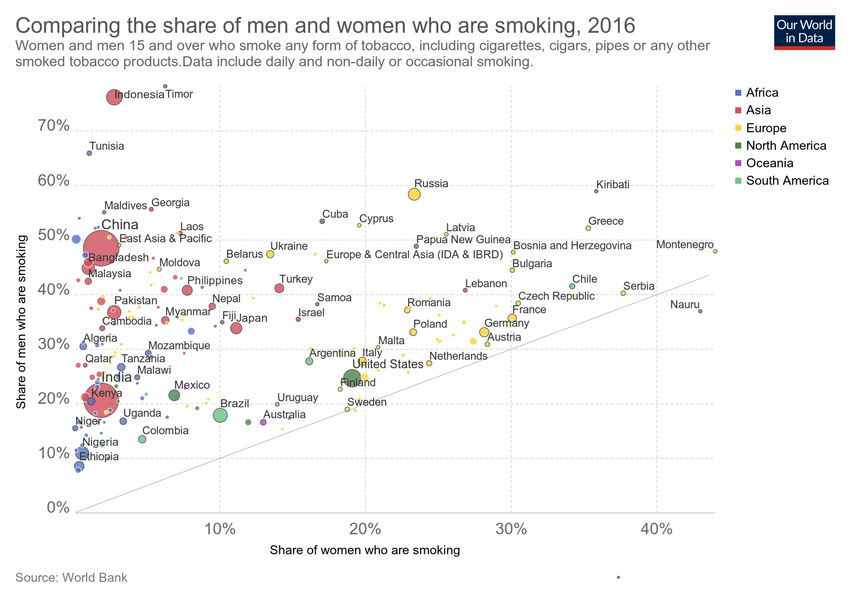 Comparing the share of men and women who are smoking, 2016
Women and men 15 and over who smoke any form of tobacco, including cigarettes, cigars, pipes or any other
smoked tobacco products.Data include daily and non-daily or occasional smoking.
Our World
in Data
Africa
Asia
Europe
North America
Oceania
South America
Share of men who are smoking
70%
60%
50%
40%
30%
20%
10%
0%
Indonesia
Timor
Tunisia
Russia
Kiribati
Maldives
Georgia
Cuba
Cyprus
Greece
China
Laos
Latvia
East Asia & Pacific
Papua New Guinea
Bosnia and Herzegovina
Montenegro
Ukraine
Belarus
Europe & Central Asia (IDA & IBRD)
Bangladesh
Moldova
Bulgaria
Malaysia
Philippines
Turkey
Lebanon
Chile
Serbia
Pakistan
Nepal
Samoa
Romania
Czech Republic
Nauru
Myanmar
Fiji
Japan
Israel
France
Cambodia
Poland
Germany
Algeria
Mozambique
Malta
Austria
Qatar
Tanzania
Argentina
Italy
Netherlands
Malawi
United States
India
Kenya
Mexico
Finland
Brazil
Uruguay
Sweden
Niger
Uganda
Australia
Colombia
Nigeria
Ethiopia
10%
20%
30%
40%
Share of women who are smoking
Source: World Bank